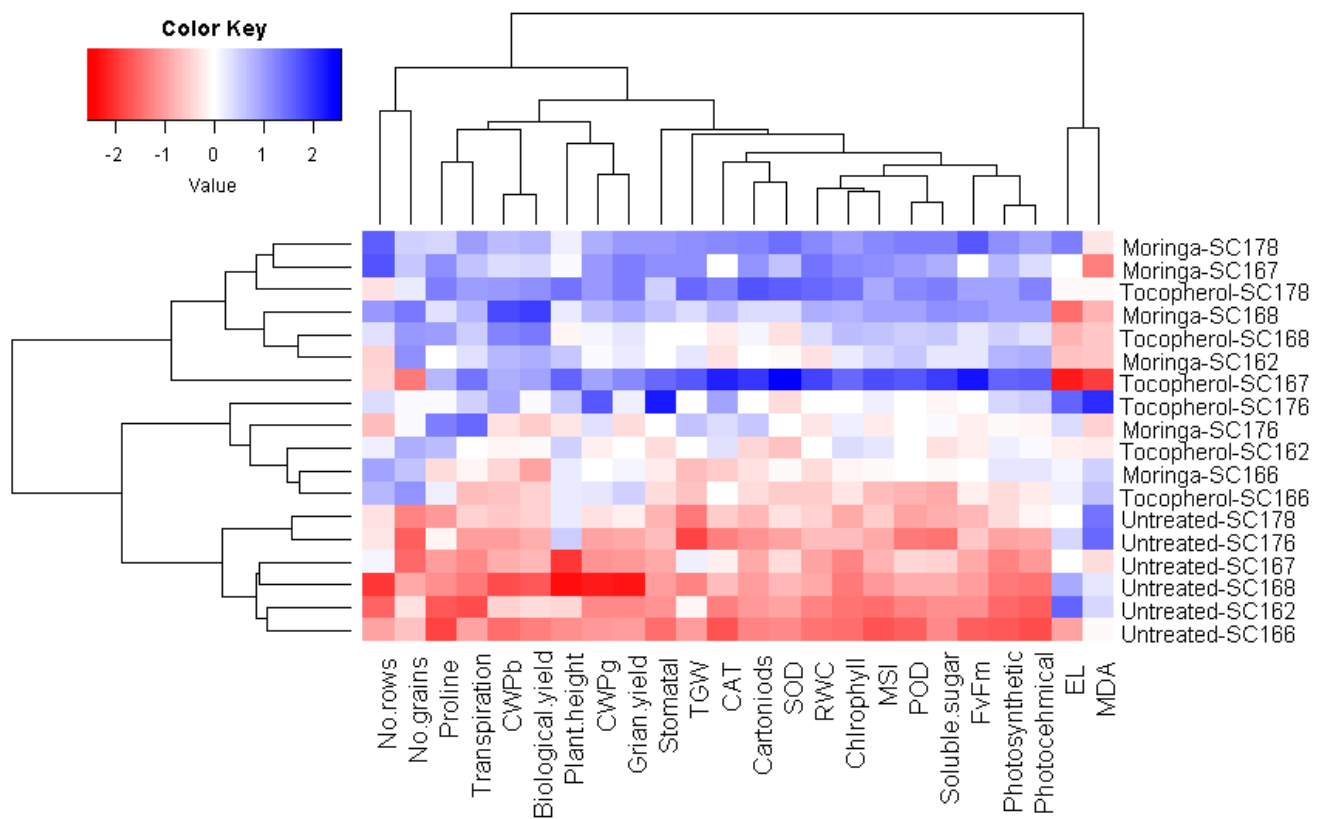 Color Key
-2 -1 0 1 2
Value
Moringa-SC178
Moringa-SC167
Tocopherol-SC178
Moringa-SC168
Tocopherol-SC168
Moringa-SC162
Tocopherol-SC167
Tocopherol-SC176
Moringa-SC176
Tocopherol-SC162
Moringa-SC166
Tocopherol-SC166
Untreated-SC178
Untreated-SC176
Untreated-SC167
Untreated-SC168
Untreated-SC162
Untreated-SC166
No.rows
No.grains
Proline
Transpiration
CWPb
Biological.yield
Plant.height
CWPg
Grian.yield
Stomatal
TGW
CAT
Cartoniods
SOD
RWC
Chlrophyll
MSI
POD
Soluble.sugar
FvFm
Photosynthetic
Photocehmical
EL
MDA